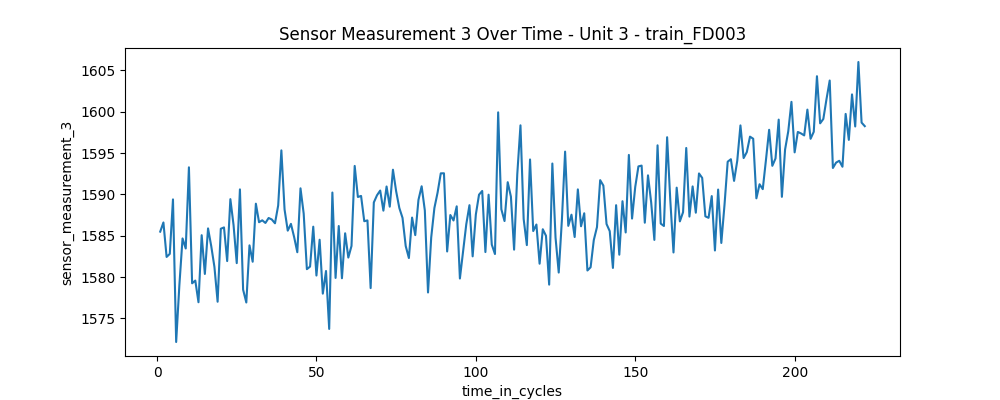 Sensor Measurement 3 Over Time - Unit 3 - train_FD003
sensor_measurement_3
1605
1600
1595
1590
1585
1580
1575
0 50 100 150 200
time_in_cycles